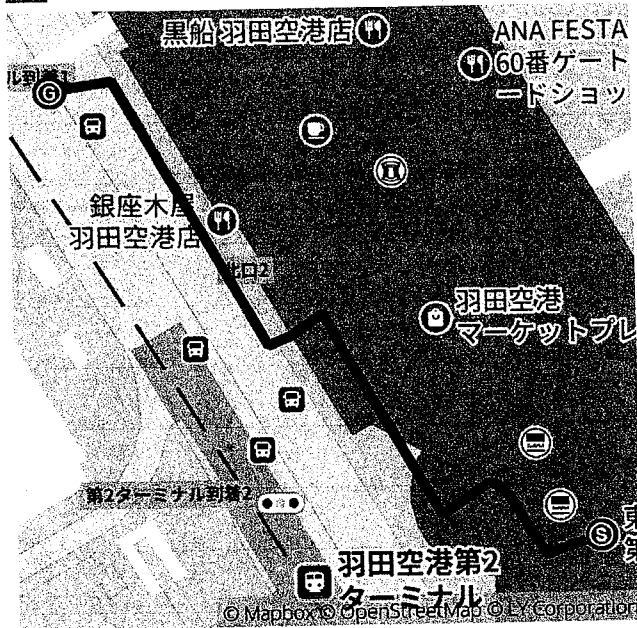 黒船 羽田空港店
ANA FESTA
60番ゲート
ードショッ
ル到着1
G
銀座木屋
羽田空港店
北口2
羽田空港
マーケットプレ
第2ターミナル到着2
S
羽田空港第2
ターミナル
© Mapbox © OpenStreetMap © LY Corporation